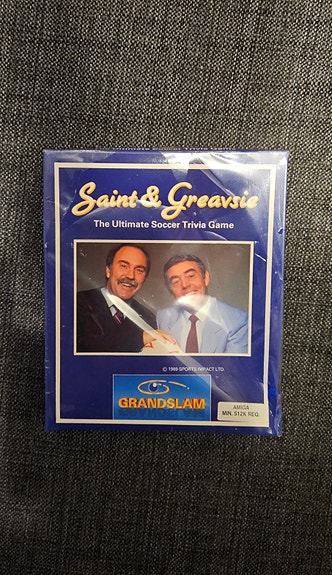 Saint & Greavsie
The Ultimate Soccer Trivia Game
© 1989 SPORTS IMPACT LTD
GRANDSLAM
AMIGA
MIN. 512K REQ.